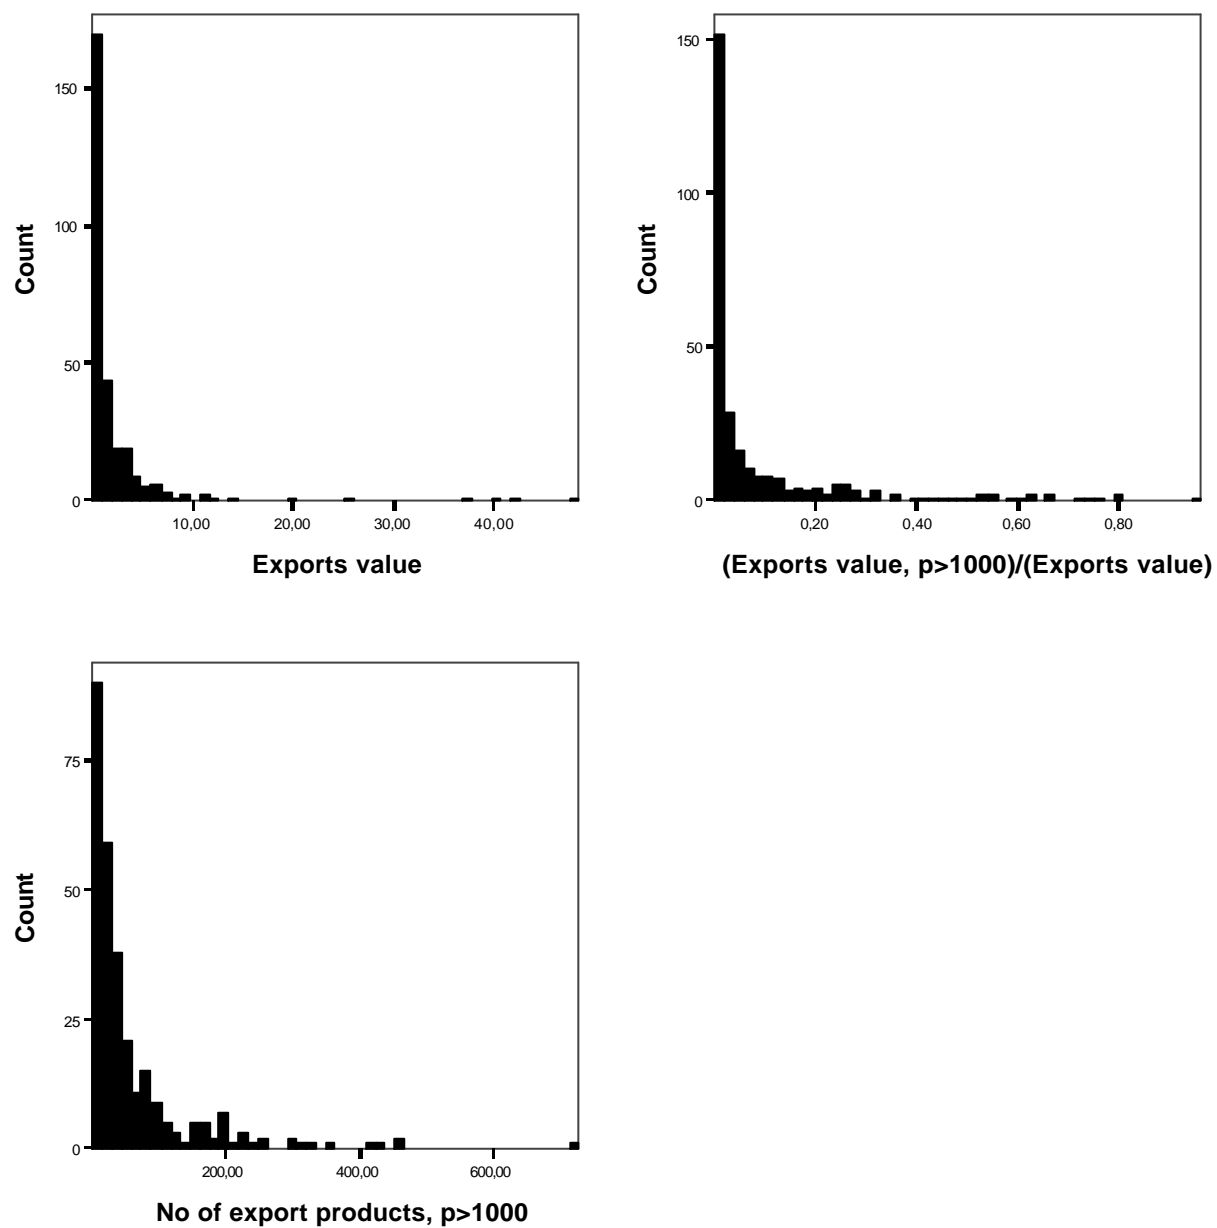 150
100
50
0
Count
10,00 20,00 30,00 40,00
Exports value
150
100
50
0
Count
0,20 0,40 0,60 0,80
(Exports value, p>1000)/(Exports value)
75
50
25
0
Count
200,00 400,00 600,00
No of export products, p>1000